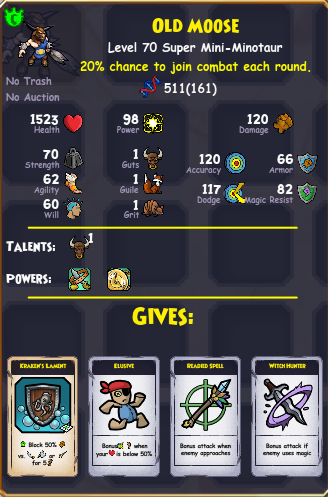 OLD MOOSE
Level 70 Super Mini-Minotaur
20% chance to join combat each round.
No Trash
No Auction
511(161)
1523 Health
98 Power
120 Damage
70 Strength
1 Guts
120 Accuracy
66 Armor
62 Agility
1 Guile
117 Dodge
82 Magic Resist
60 Will
1 Grit
TALENTS: 1
POWERS:
GIVES:
KRAKEN'S LAMENT
Block 50%
vs. or
for 5
ELUSIVE
Bonus ? when
your is below 50%
READIED SPELL
Bonus attack when
enemy approaches
WITCH HUNTER
Bonus attack if
enemy uses magic